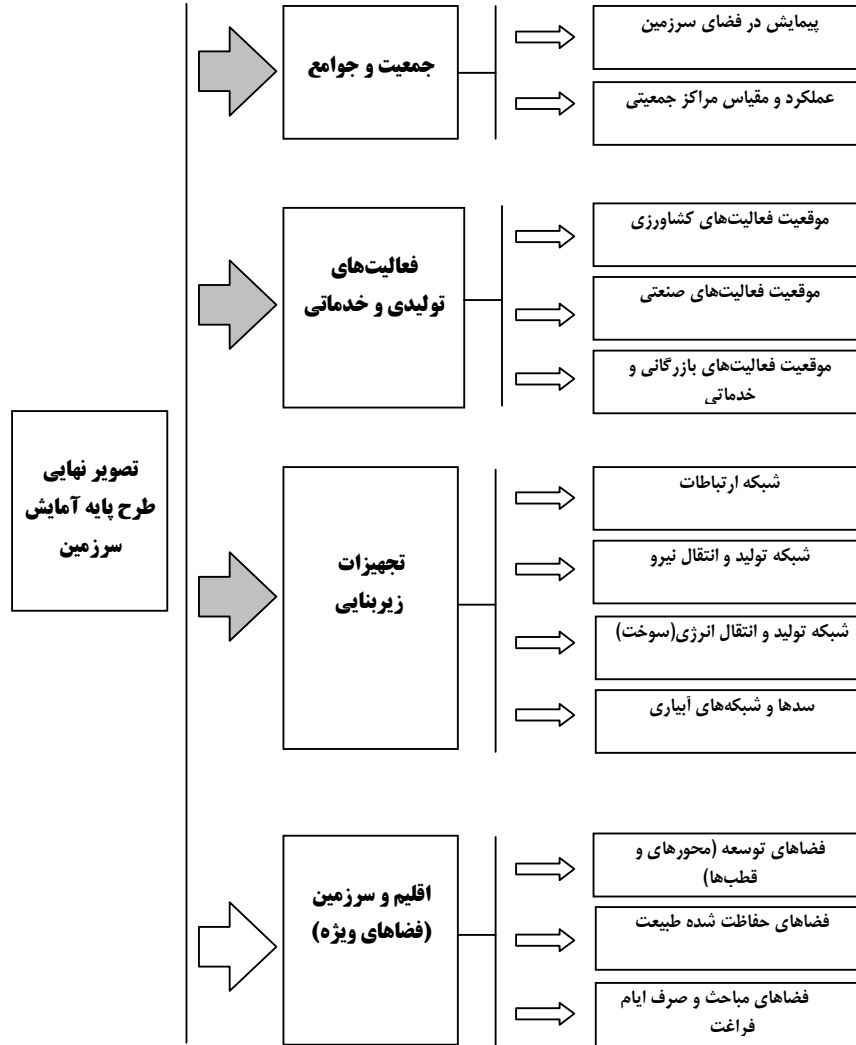 جمعیت و جوامع
پیمایش در فضای سرزمین
عملکرد و مقیاس مراکز جمعیتی
فعالیت‌های
تولیدی و خدماتی
موقعیت فعالیت‌های کشاورزی
موقعیت فعالیت‌های صنعتی
موقعیت فعالیت‌های بازرگانی و
خدماتی
تصویر نهایی
طرح پایه آمایش
سرزمین
تجهیزات
زیربنایی
شبکه ارتباطات
شبکه تولید و انتقال نیرو
شبکه تولید و انتقال انرژی(سوخت)
سدها و شبکه‌های آبیاری
اقلیم و سرزمین
(فضاهای ویژه)
فضاهای توسعه (محورهای و
قطب‌ها)
فضاهای حفاظت شده طبیعت
فضاهای مباحث و صرف ایام
فراغت